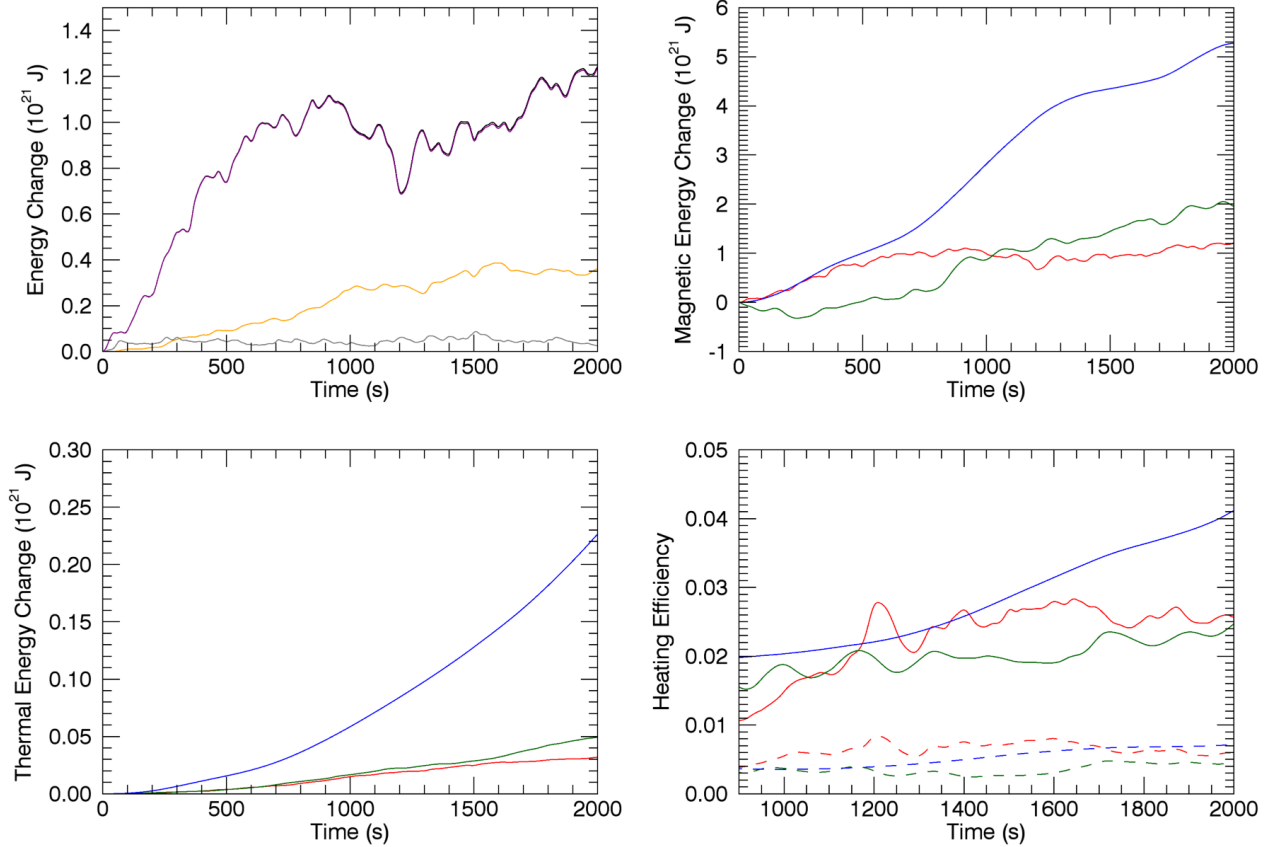 Energy Change (10²¹ J)
1.4
1.2
1.0
0.8
0.6
0.4
0.2
0.0
0 500 1000 1500 2000
Time (s)
Magnetic Energy Change (10²¹ J)
6
5
4
3
2
1
0
-1
0 500 1000 1500 2000
Time (s)
Thermal Energy Change (10²¹ J)
0.30
0.25
0.20
0.15
0.10
0.05
0.00
0 500 1000 1500 2000
Time (s)
Heating Efficiency
0.05
0.04
0.03
0.02
0.01
0.00
1000 1200 1400 1600 1800 2000
Time (s)